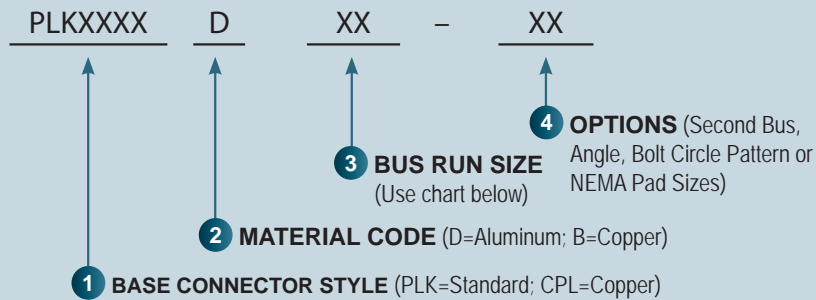 PLKXXXX D XX – XX
4 OPTIONS (Second Bus,
Angle, Bolt Circle Pattern or
NEMA Pad Sizes)
3 BUS RUN SIZE
(Use chart below)
2 MATERIAL CODE (D=Aluminum; B=Copper)
1 BASE CONNECTOR STYLE (PLK=Standard; CPL=Copper)